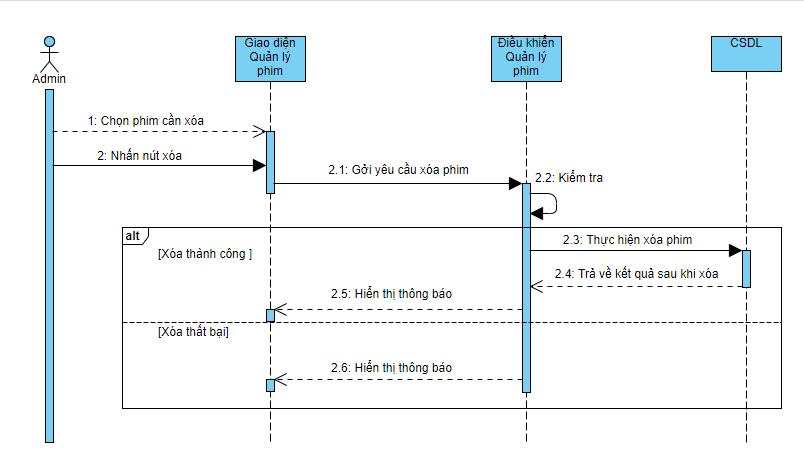 Giao diện
Quản lý
phim
Điều khiển
Quản lý
phim
CSDL
Admin
1: Chọn phim cần xóa
2: Nhấn nút xóa
2.1: Gởi yêu cầu xóa phim
2.2: Kiểm tra
alt
[Xóa thành công ]
2.3: Thực hiện xóa phim
2.4: Trả về kết quả sau khi xóa
2.5: Hiển thị thông báo
[Xóa thất bại]
2.6: Hiển thị thông báo